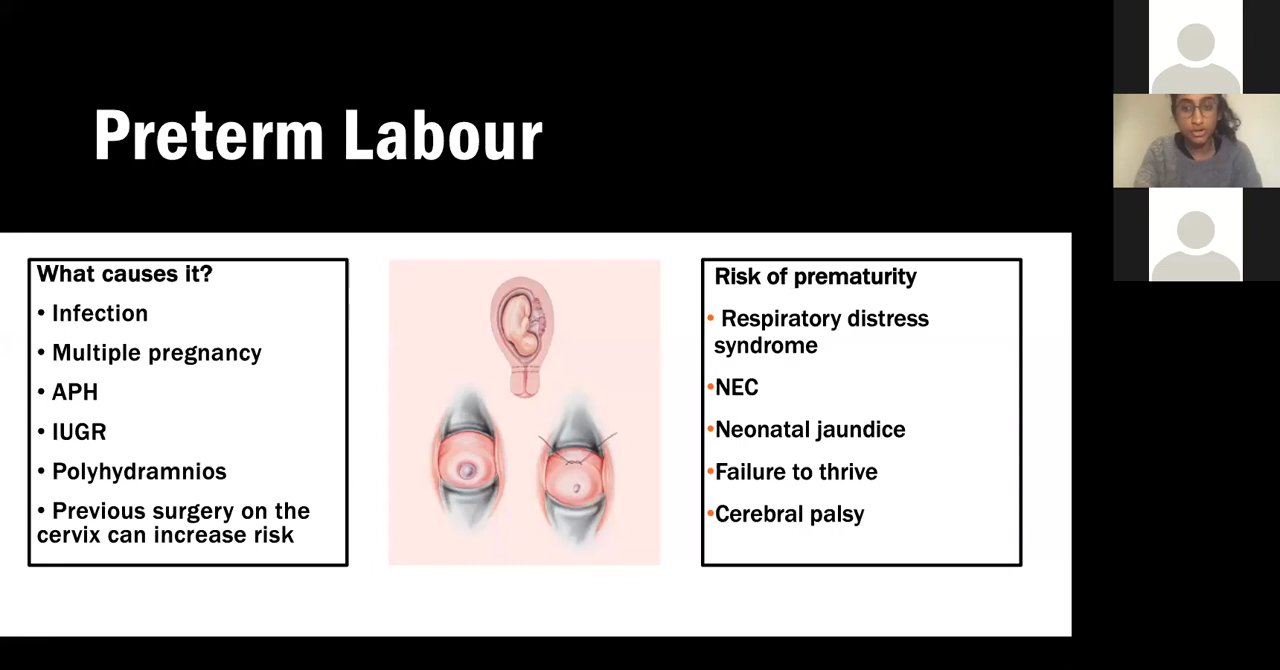 Preterm Labour
What causes it?
• Infection
• Multiple pregnancy
• APH
• IUGR
• Polyhydramnios
• Previous surgery on the
cervix can increase risk
Risk of prematurity
• Respiratory distress
syndrome
•NEC
•Neonatal jaundice
•Failure to thrive
•Cerebral palsy